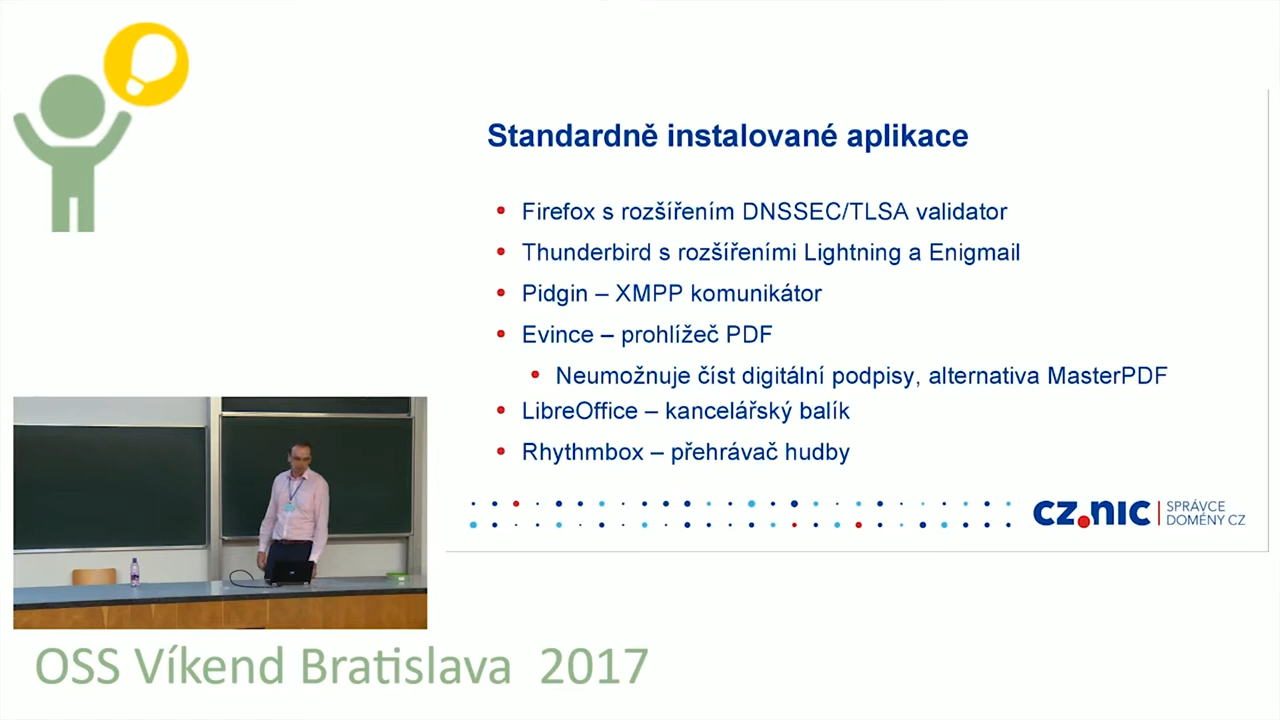 Standardně instalované aplikace
Firefox s rozšířením DNSSEC/TLSA validator
Thunderbird s rozšířeními Lightning a Enigmail
Pidgin – XMPP komunikátor
Evince – prohlížeč PDF
Neumožnuje číst digitální podpisy, alternativa MasterPDF
LibreOffice – kancelářský balík
Rhythmbox – přehrávač hudby
CZ.NIC
SPRÁVCE
DOMÉNY CZ
OSS Víkend Bratislava 2017